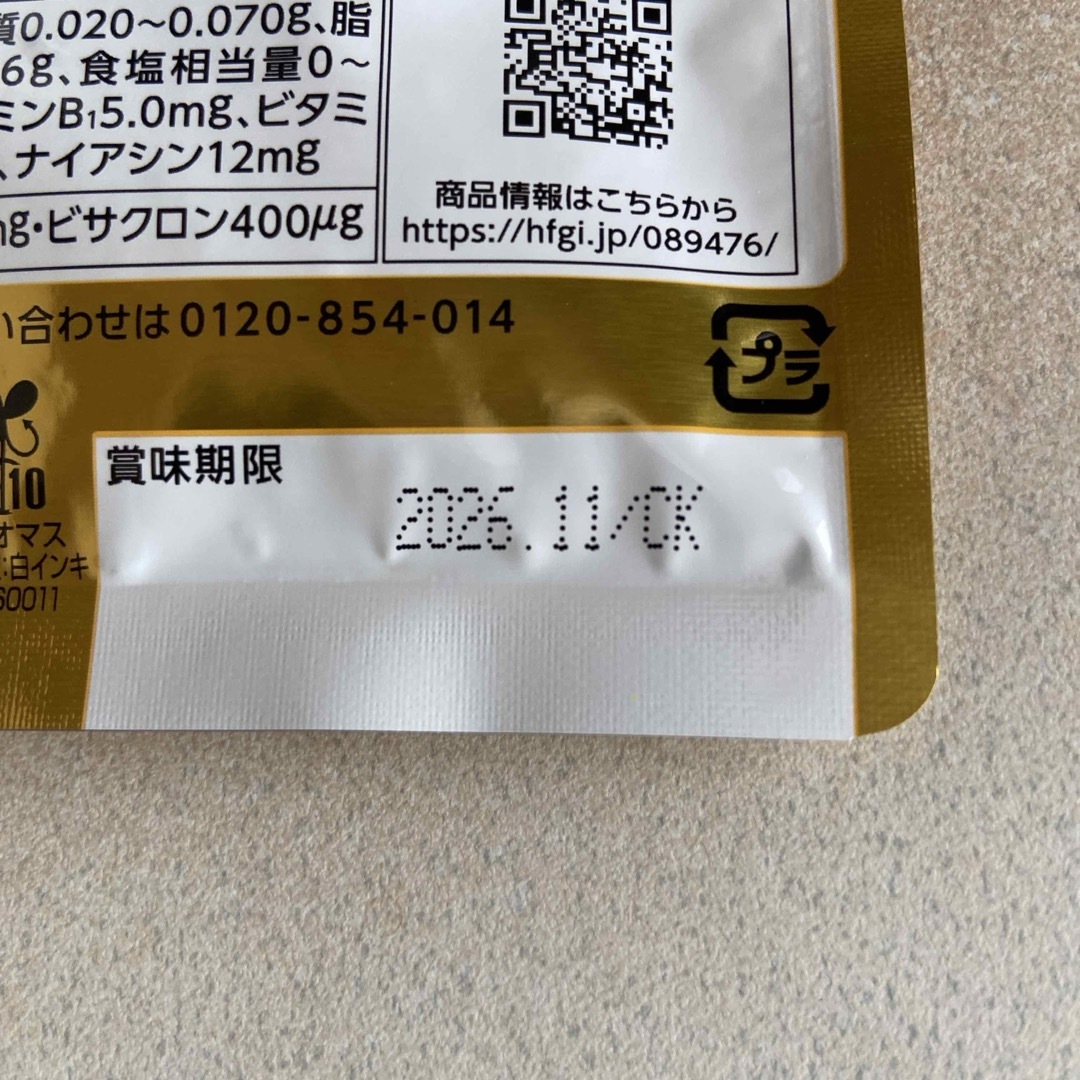 質0.020～0.070g、脂
6g、食塩相当量0～
ミンB₁5.0mg、ビタミ
、ナイアシン12mg
mg・ビサクロン400μg
商品情報はこちらから
https://hfgi.jp/089476/
い合わせは0120-854-014
プラ
10
オマス
:白インキ
60011
賞味期限
2026.11/CK